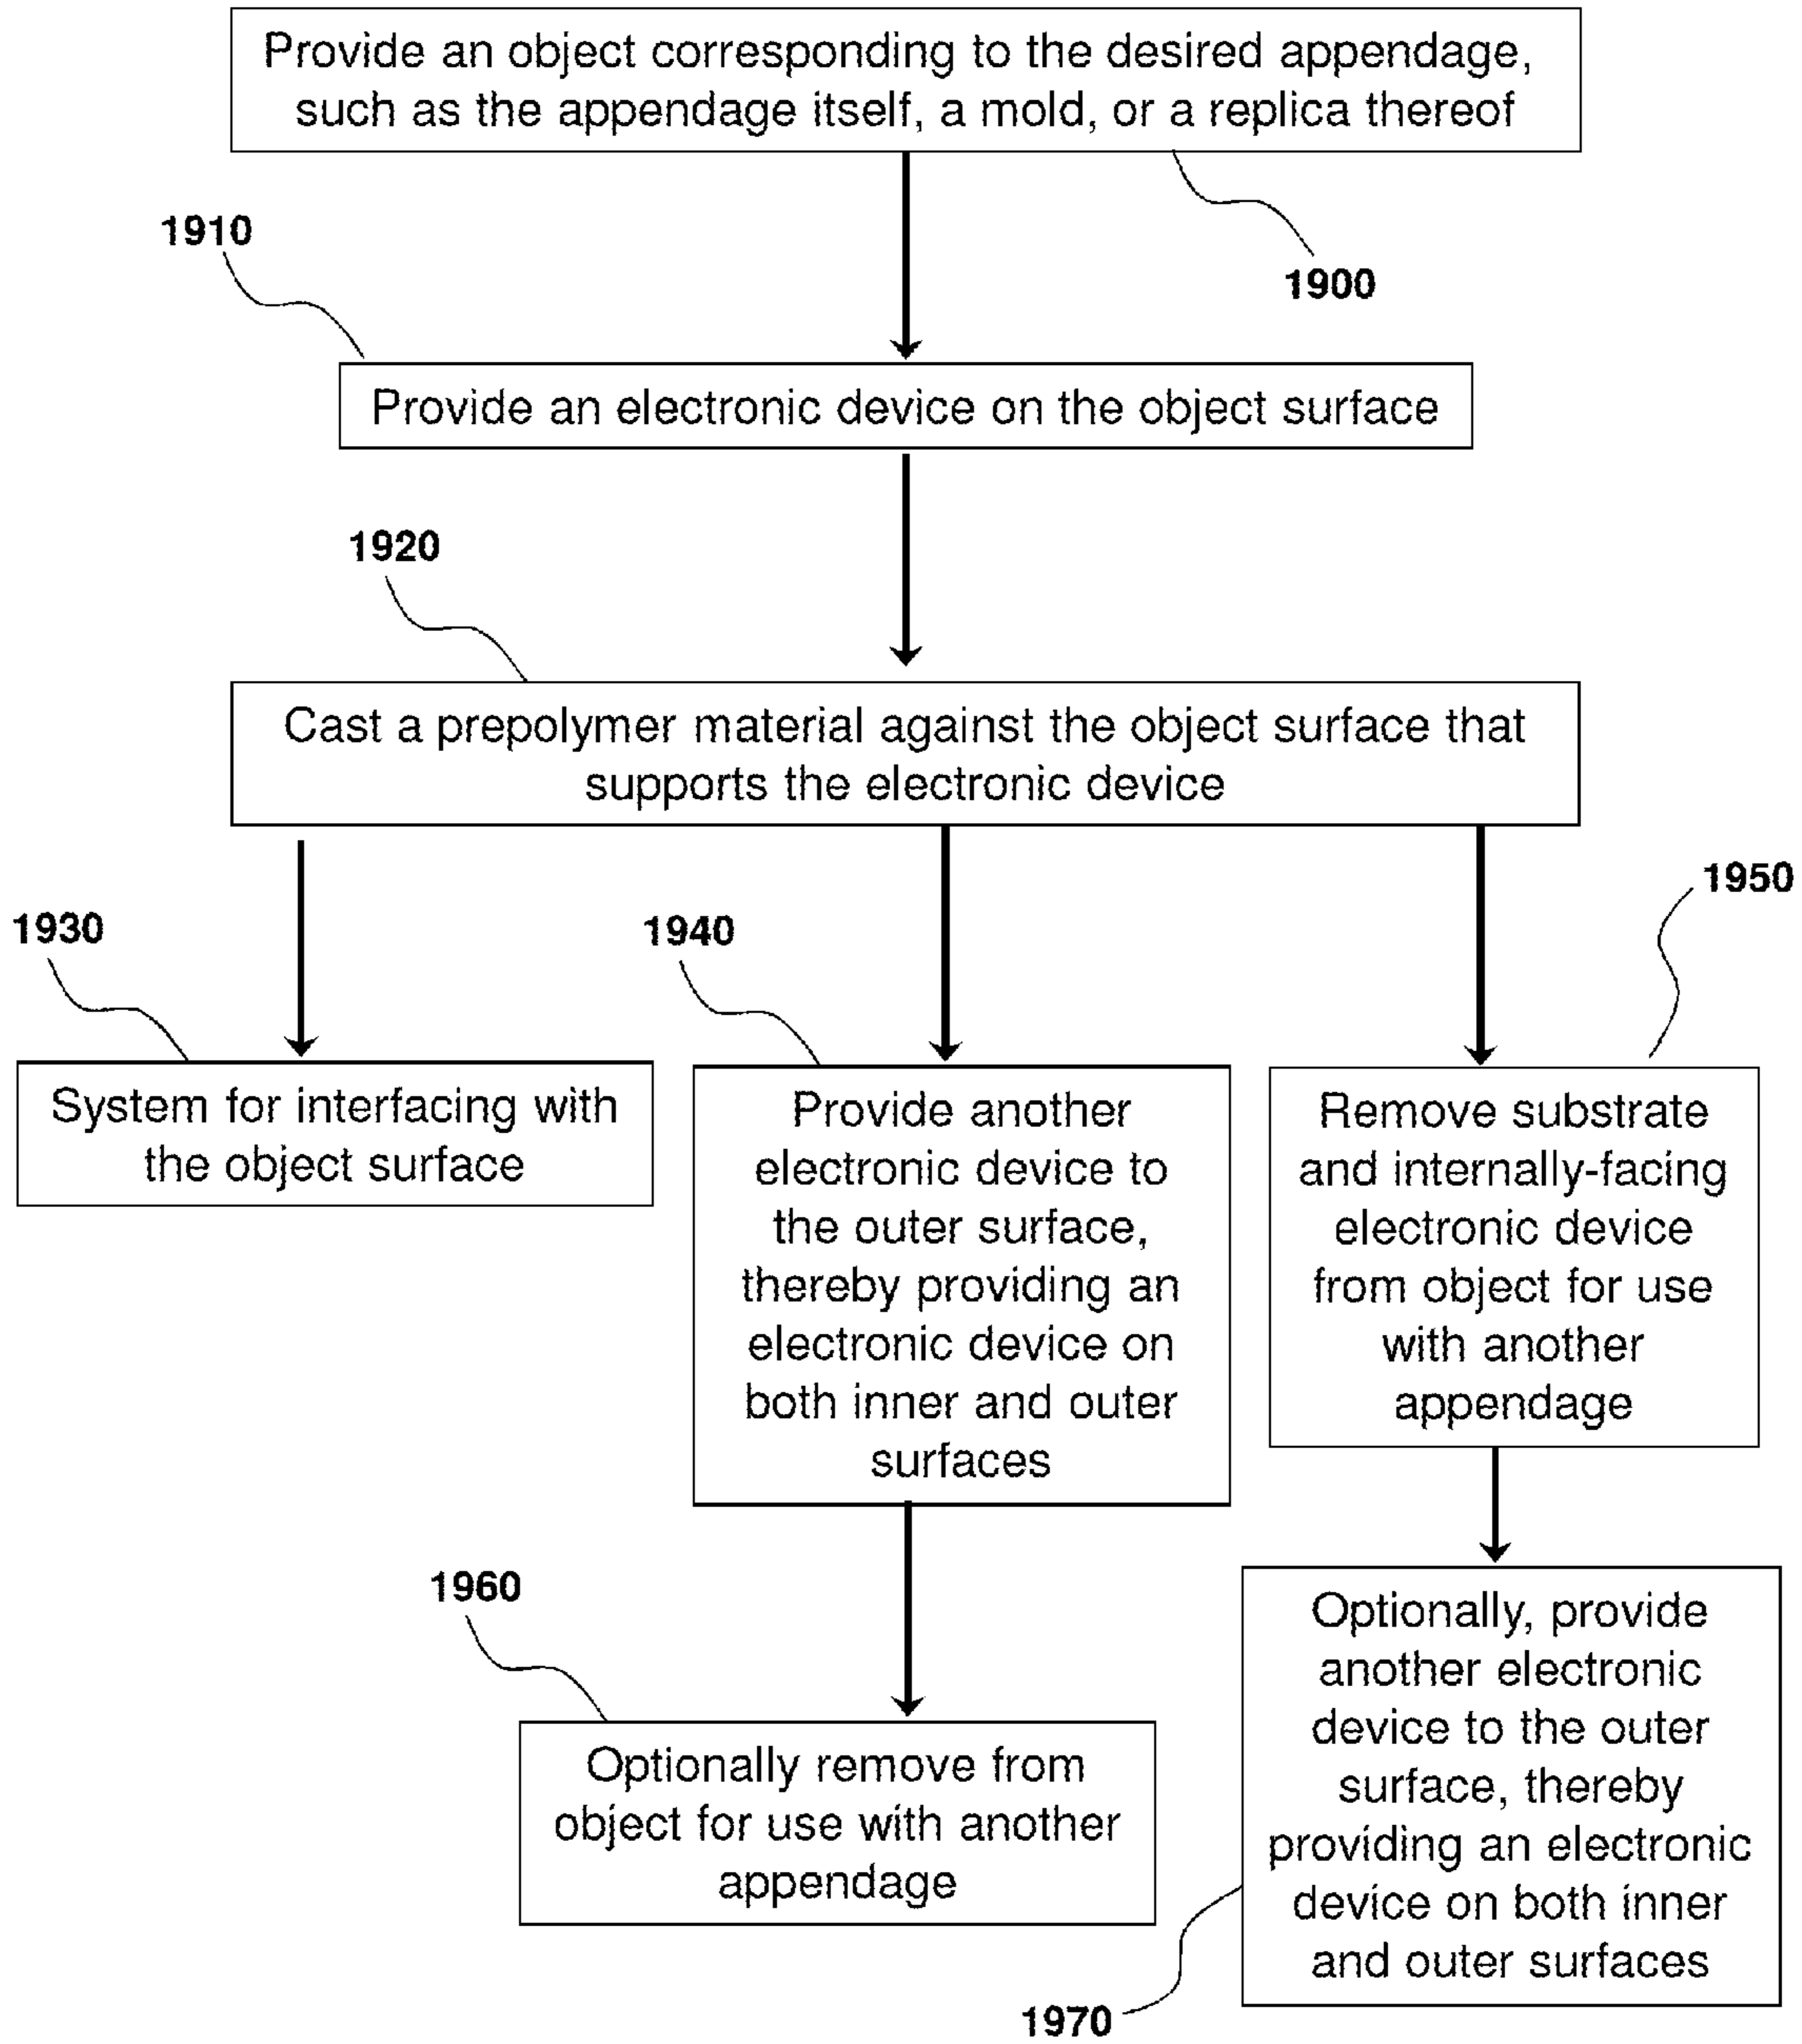 Provide an object corresponding to the desired appendage,
such as the appendage itself, a mold, or a replica thereof
1900
1910
Provide an electronic device on the object surface
1920
Cast a prepolymer material against the object surface that
supports the electronic device
1930
System for interfacing with
the object surface
1940
Provide another
electronic device to
the outer surface,
thereby providing an
electronic device on
both inner and outer
surfaces
1950
Remove substrate
and internally-facing
electronic device
from object for use
with another
appendage
1960
Optionally remove from
object for use with another
appendage
Optionally, provide
another electronic
device to the outer
surface, thereby
providing an electronic
device on both inner
and outer surfaces
1970